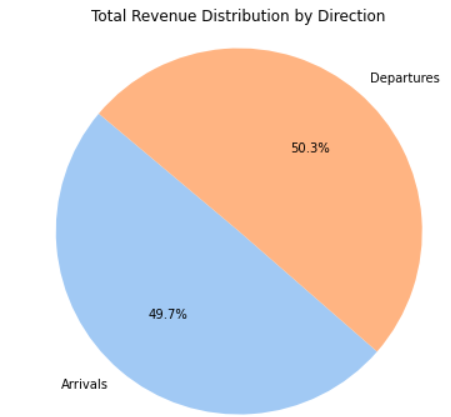 Total Revenue Distribution by Direction
Departures
50.3%
49.7%
Arrivals